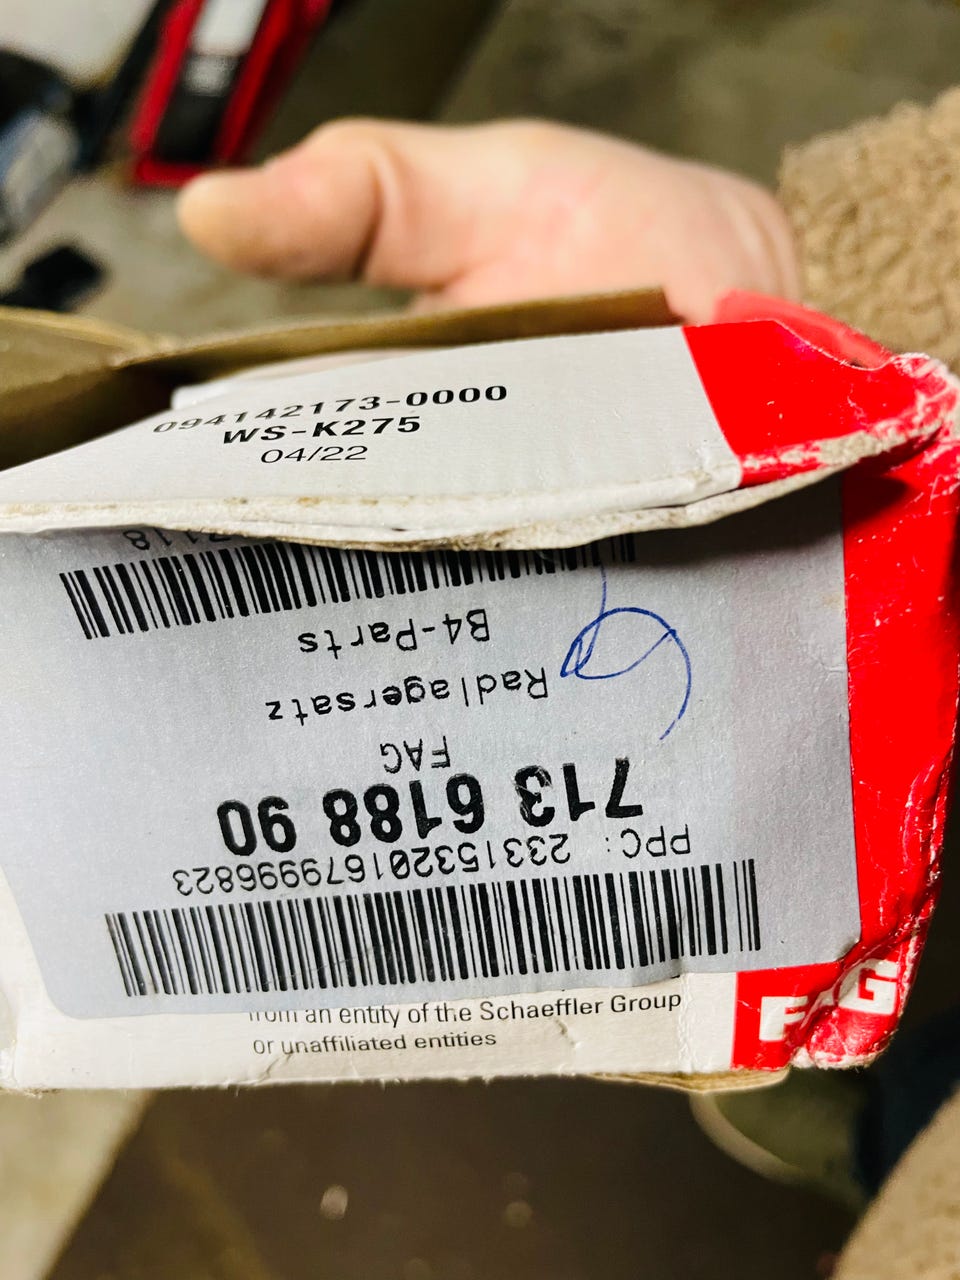 094142173-0000
WS-K275
04/22
PPC: 233153201679996823
713 6188 90
FAG
Radlagersatz
B4-Parts
from an entity of the Schaeffler Group
or unaffiliated entities
FAG